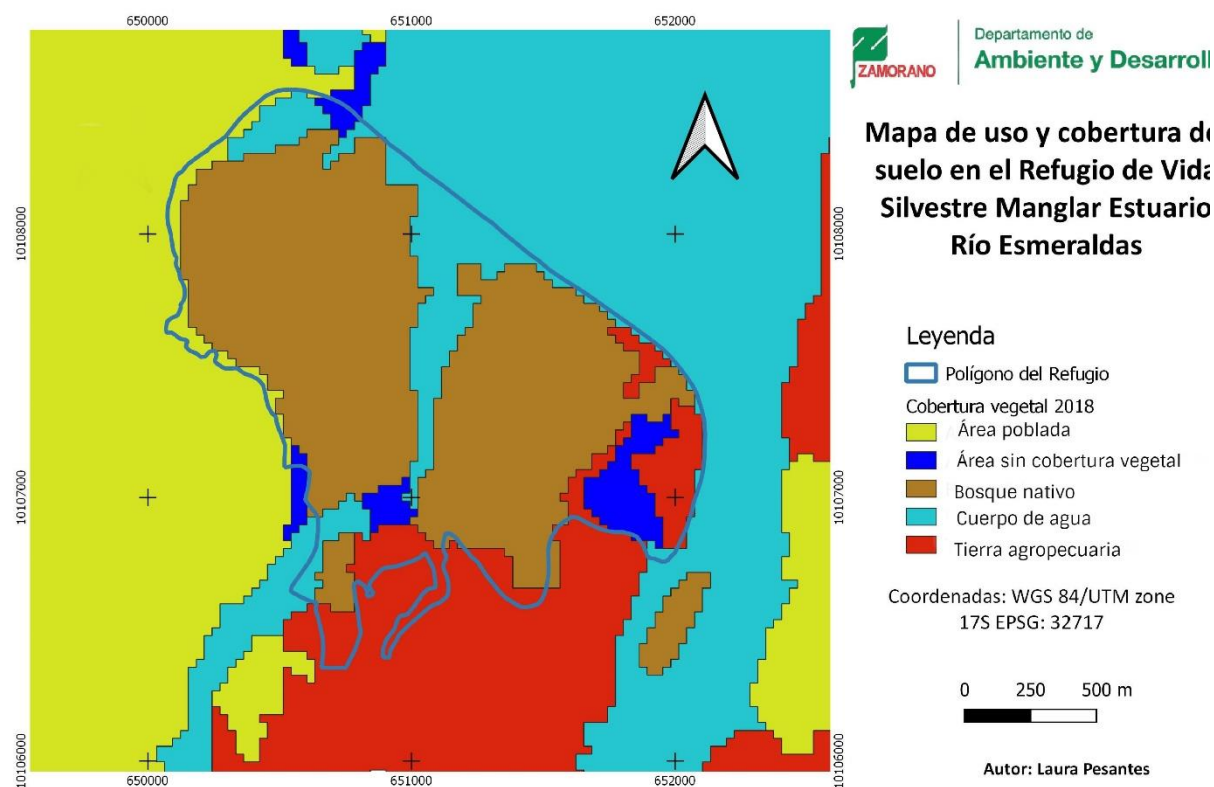 650000
651000
652000
10108000
10107000
10106000
10108000
10107000
10106000
650000
651000
652000
ZAMORANO
Departamento de
Ambiente y Desarroll
Mapa de uso y cobertura de
suelo en el Refugio de Vida
Silvestre Manglar Estuario
Río Esmeraldas
Leyenda
Polígono del Refugio
Cobertura vegetal 2018
Área poblada
Área sin cobertura vegetal
Bosque nativo
Cuerpo de agua
Tierra agropecuaria
Coordenadas: WGS 84/UTM zone
17S EPSG: 32717
0 250 500 m
Autor: Laura Pesantes